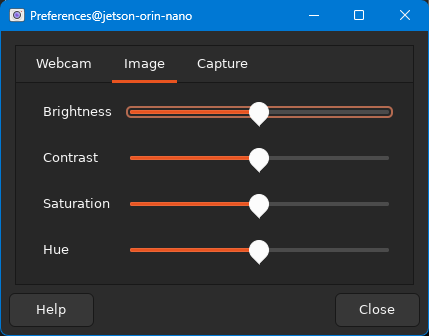 Preferences@jetson-orin-nano
Webcam Image Capture
Brightness
Contrast
Saturation
Hue
Help Close